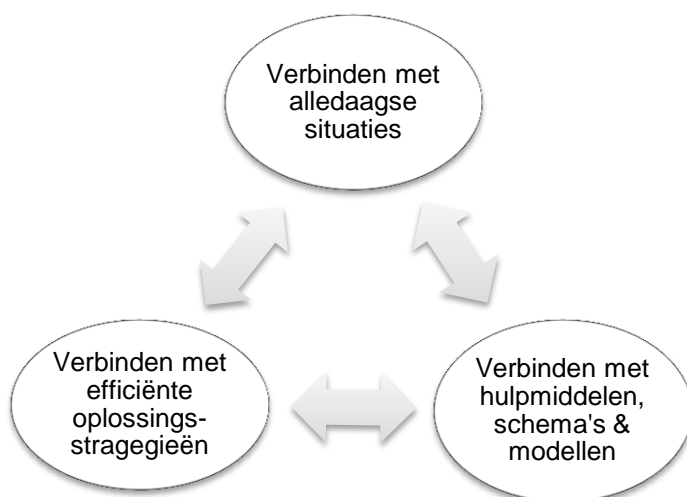 Verbinden met
alledaagse
situaties
Verbinden met
efficiënte
oplossings-
stragegieën
Verbinden met
hulpmiddelen,
schema's &
modellen